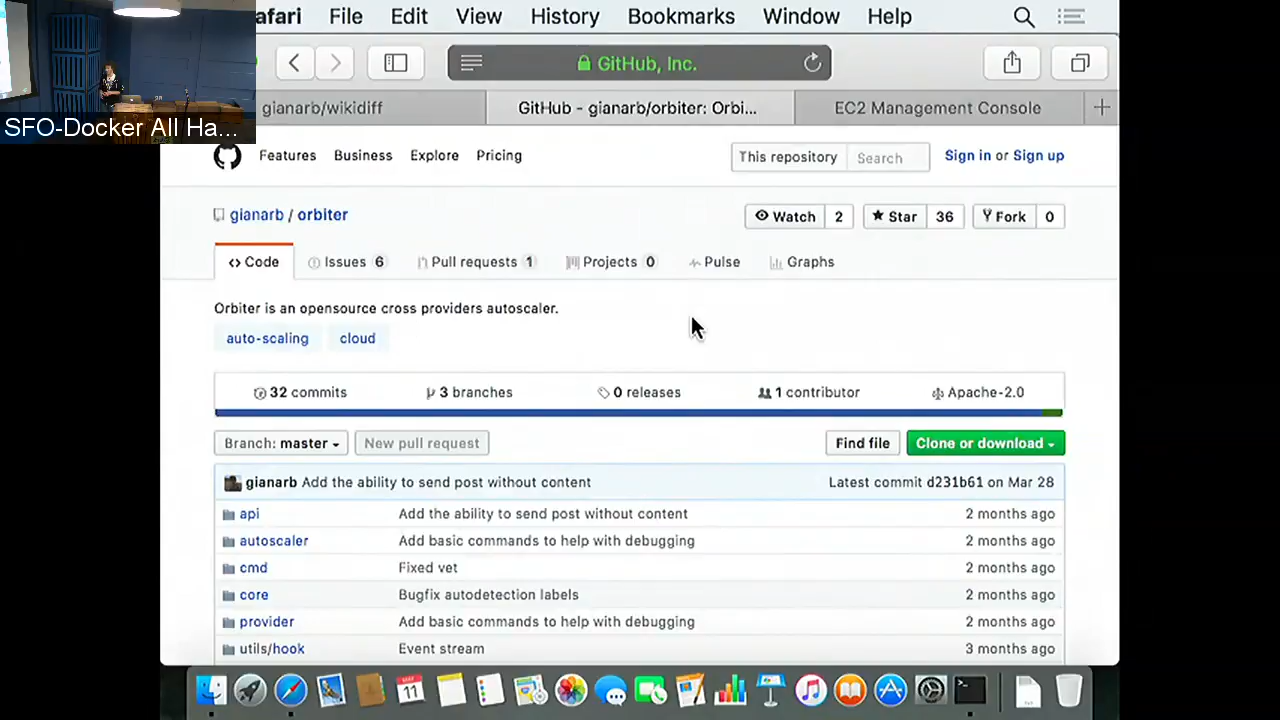 afari File Edit View History Bookmarks Window Help
GitHub, Inc.
gianarb/wikidiff GitHub - gianarb/orbiter: Orbi... EC2 Management Console
SFO-Docker All Ha...
Features Business Explore Pricing This repository Search Sign in or Sign up
gianarb / orbiter Watch 2 Star 36 Fork 0
Code Issues 6 Pull requests 1 Projects 0 Pulse Graphs
Orbiter is an opensource cross providers autoscaler.
auto-scaling cloud
32 commits 3 branches 0 releases 1 contributor Apache-2.0
Branch: master New pull request Find file Clone or download
gianarb Add the ability to send post without content Latest commit d231b61 on Mar 28
api Add the ability to send post without content 2 months ago
autoscaler Add basic commands to help with debugging 2 months ago
cmd Fixed vet 2 months ago
core Bugfix autodetection labels 2 months ago
provider Add basic commands to help with debugging 2 months ago
utils/hook Event stream 3 months ago
11